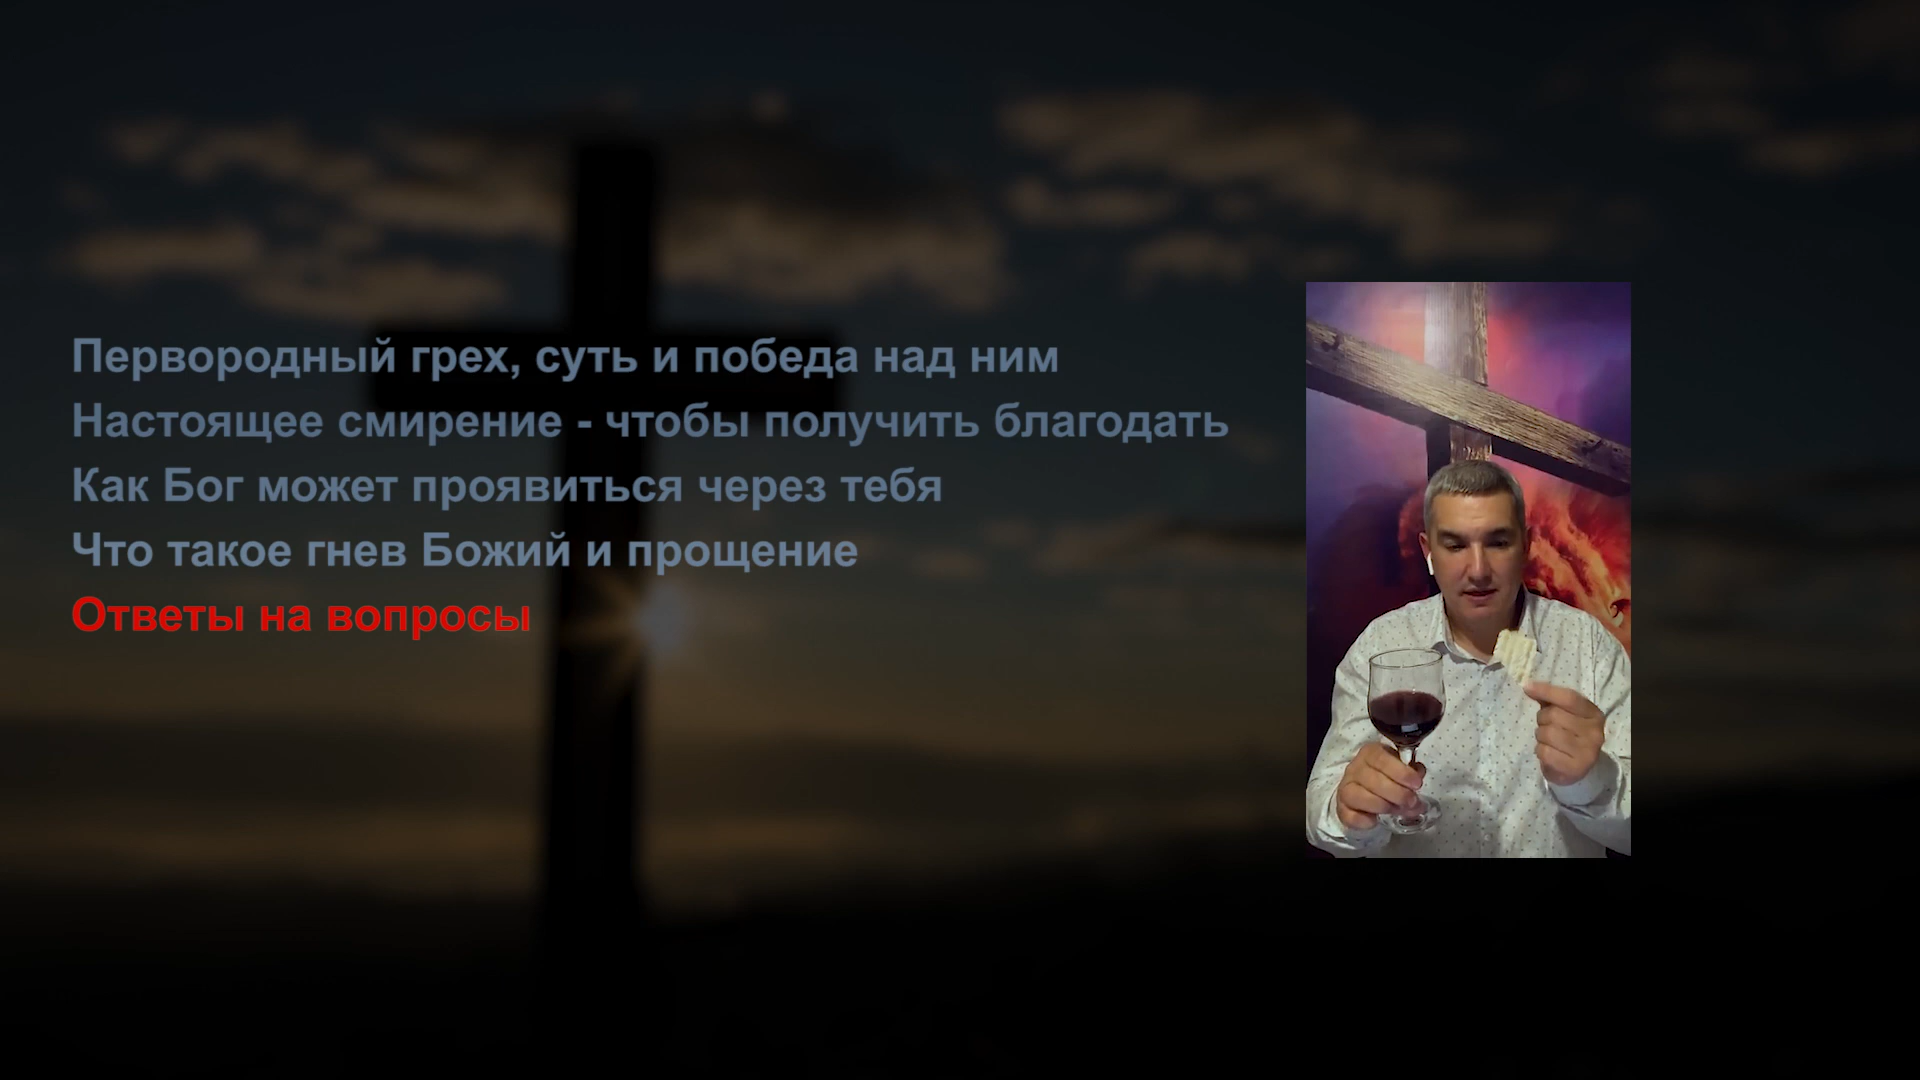 Первородный грех, суть и победа над ним
Настоящее смирение - чтобы получить благодать
Как Бог может проявиться через тебя
Что такое гнев Божий и прощение
Ответы на вопросы